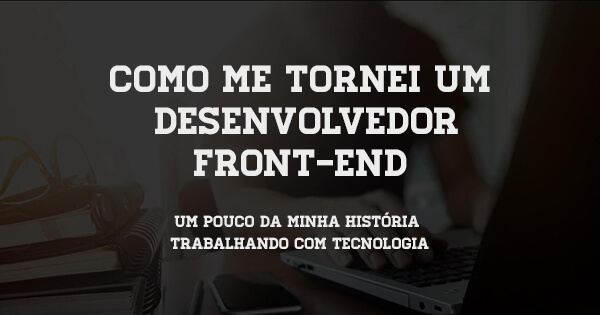 COMO ME TORNEI UM
DESENVOLVEDOR
FRONT-END
UM POUCO DA MINHA HISTÓRIA
TRABALHANDO COM TECNOLOGIA